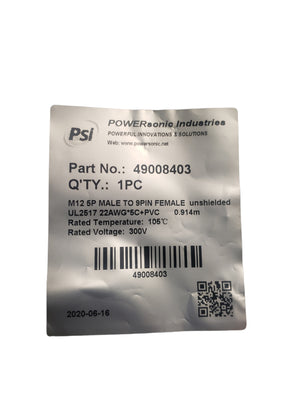 Psi
POWERsonic Industries
POWERFUL INNOVATIONS & SOLUTIONS
Web: www.powersonic.net
Part No.: 49008403
Q'TY.: 1PC
M12 5P MALE TO 9PIN FEMALE unshielded
UL2517 22AWG*5C+PVC 0.914m
Rated Temperature: 105℃
Rated Voltage: 300V
49008403
2020-06-16